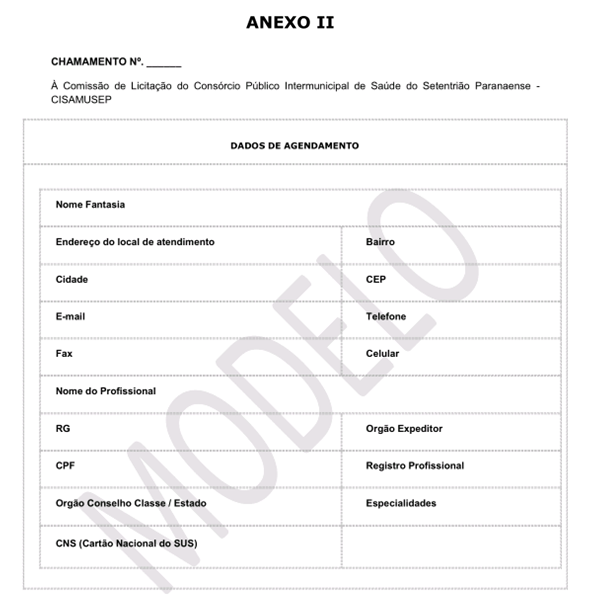 ANEXO II
CHAMAMENTO Nº. ______
À Comissão de Licitação do Consórcio Público Intermunicipal de Saúde do Setentrião Paranaense -
CISAMUSEP
DADOS DE AGENDAMENTO
Nome Fantasia
Endereço do local de atendimento
Bairro
Cidade
CEP
E-mail
Telefone
Fax
Celular
Nome do Profissional
RG
Orgão Expeditor
CPF
Registro Profissional
Orgão Conselho Classe / Estado
Especialidades
CNS (Cartão Nacional do SUS)
MODELO